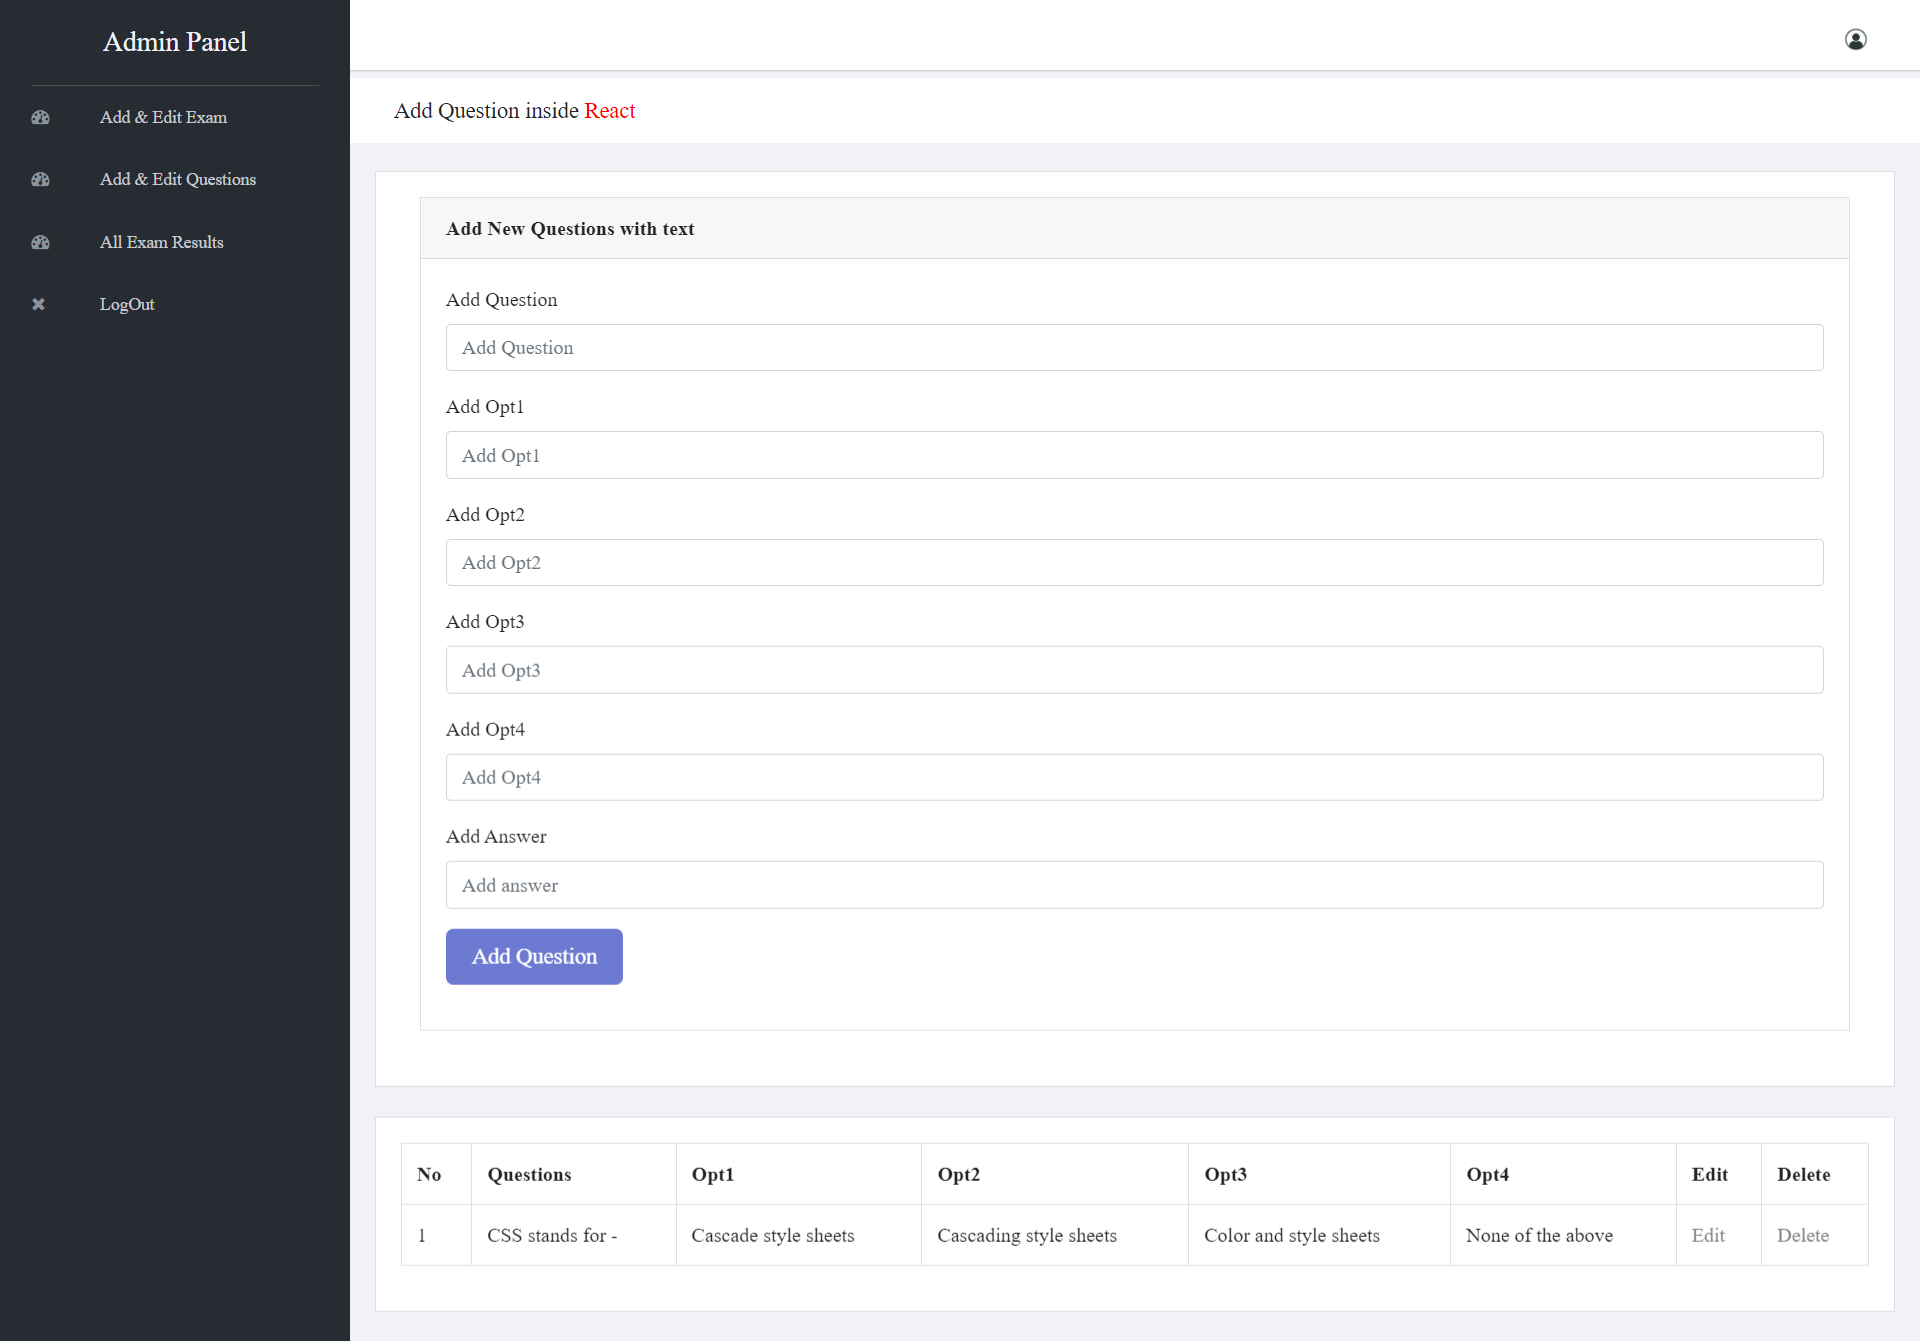 Admin Panel
Add & Edit Exam
Add & Edit Questions
All Exam Results
LogOut
Add Question inside React
Add New Questions with text
Add Question
Add Question
Add Opt1
Add Opt1
Add Opt2
Add Opt2
Add Opt3
Add Opt3
Add Opt4
Add Opt4
Add Answer
Add answer
Add Question
No Questions Opt1 Opt2 Opt3 Opt4 Edit Delete
1 CSS stands for - Cascade style sheets Cascading style sheets Color and style sheets None of the above Edit Delete